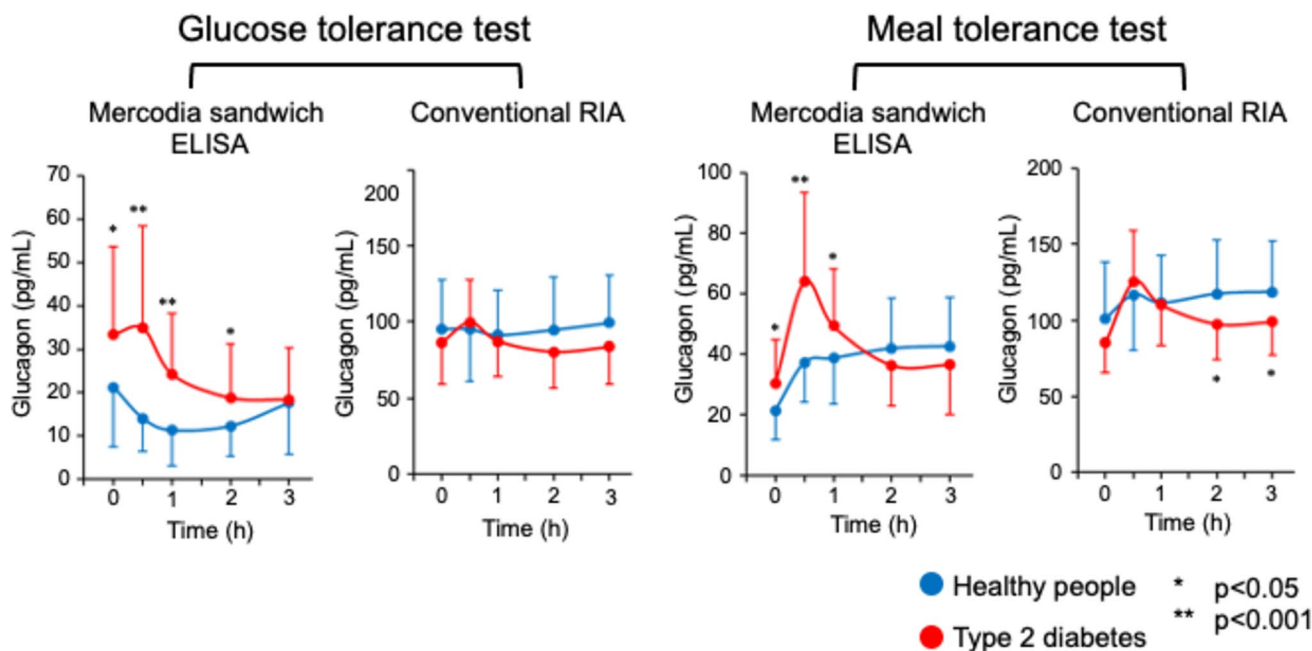 Glucose tolerance test
Meal tolerance test
Mercodia sandwich
ELISA
Conventional RIA
Mercodia sandwich
ELISA
Conventional RIA
Glucagon (pg/mL)
70
60
50
40
30
20
10
0
* ** ** *
0 1 2 3
Time (h)
Glucagon (pg/mL)
200
150
100
50
0
0 1 2 3
Time (h)
Glucagon (pg/mL)
100
80
60
40
20
0
* ** *
0 1 2 3
Time (h)
Glucagon (pg/mL)
200
150
100
50
0
* *
0 1 2 3
Time (h)
Healthy people
* p<0.05
** p<0.001
Type 2 diabetes